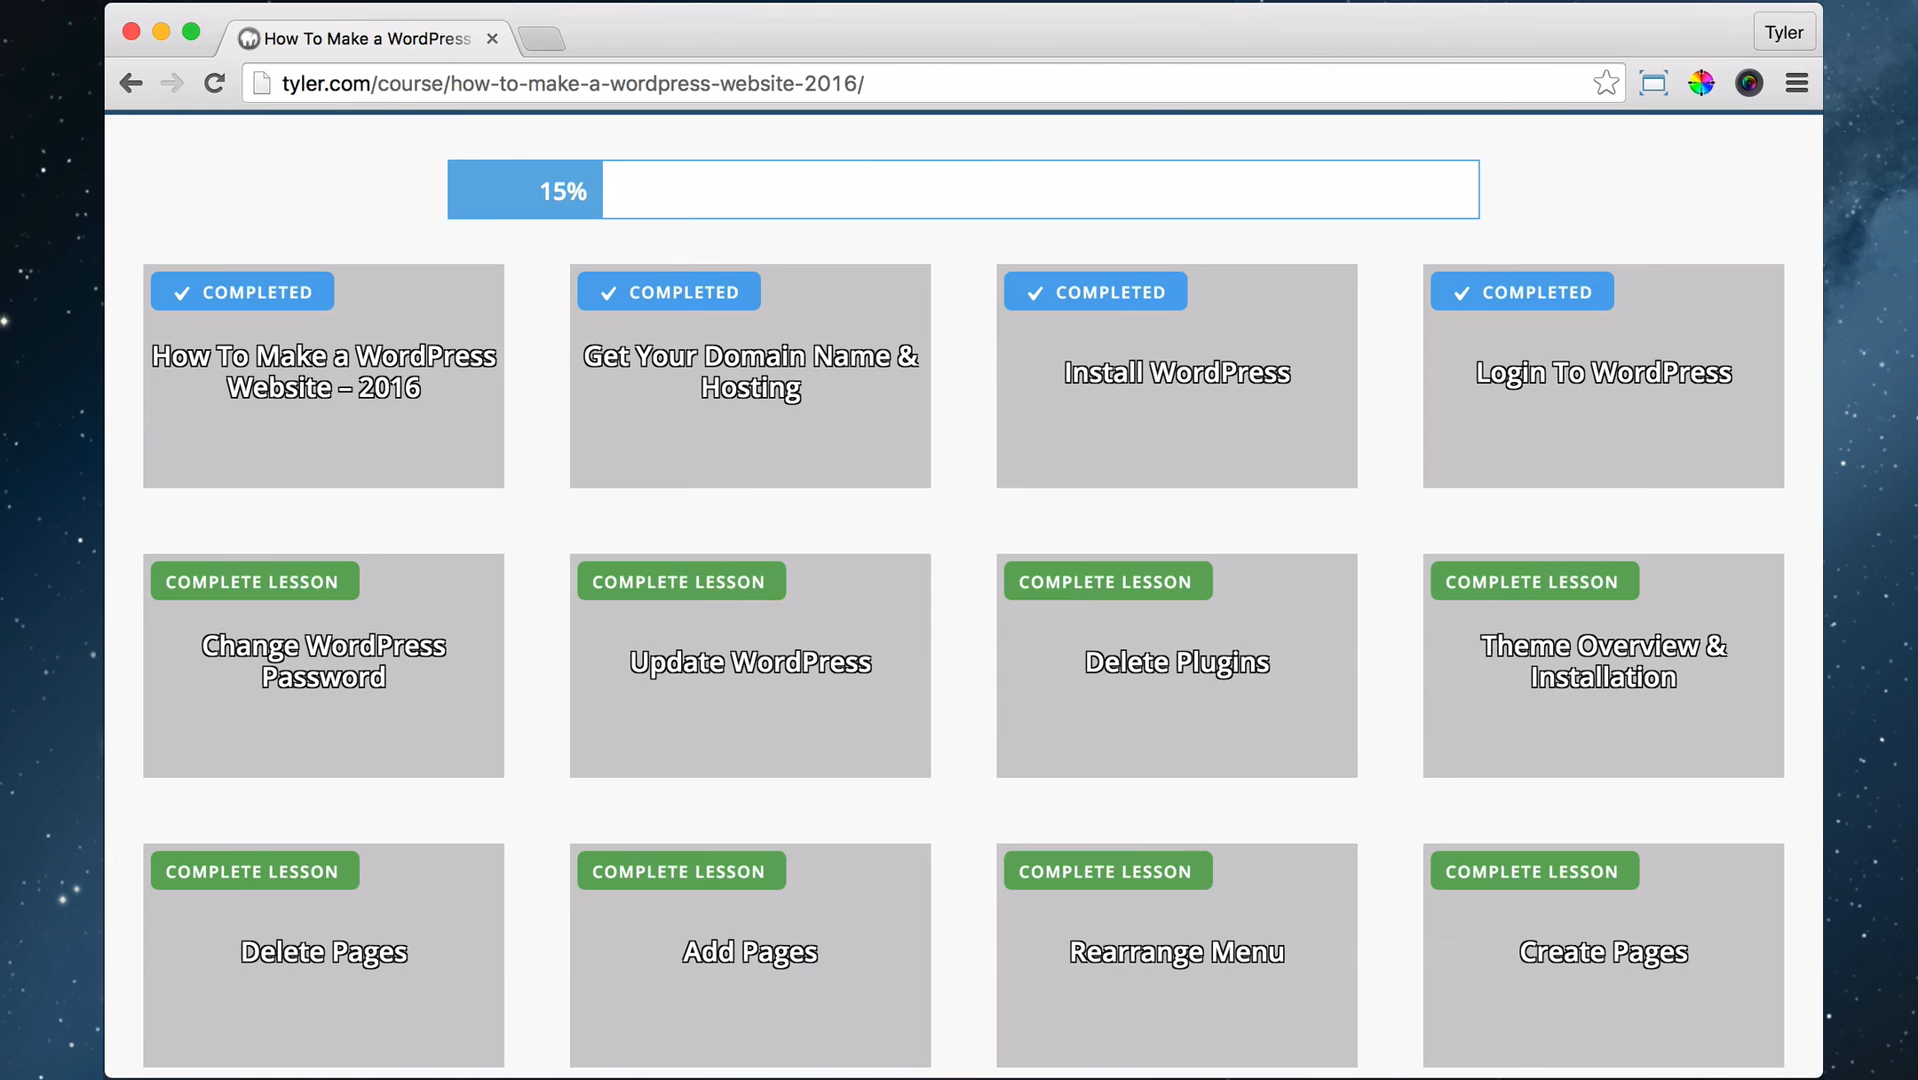 How To Make a WordPress
Tyler
tyler.com/course/how-to-make-a-wordpress-website-2016/
15%
COMPLETED
COMPLETED
COMPLETED
COMPLETED
How To Make a WordPress
Website – 2016
Get Your Domain Name &
Hosting
Install WordPress
Login To WordPress
COMPLETE LESSON
COMPLETE LESSON
COMPLETE LESSON
COMPLETE LESSON
Change WordPress
Password
Update WordPress
Delete Plugins
Theme Overview &
Installation
COMPLETE LESSON
COMPLETE LESSON
COMPLETE LESSON
COMPLETE LESSON
Delete Pages
Add Pages
Rearrange Menu
Create Pages